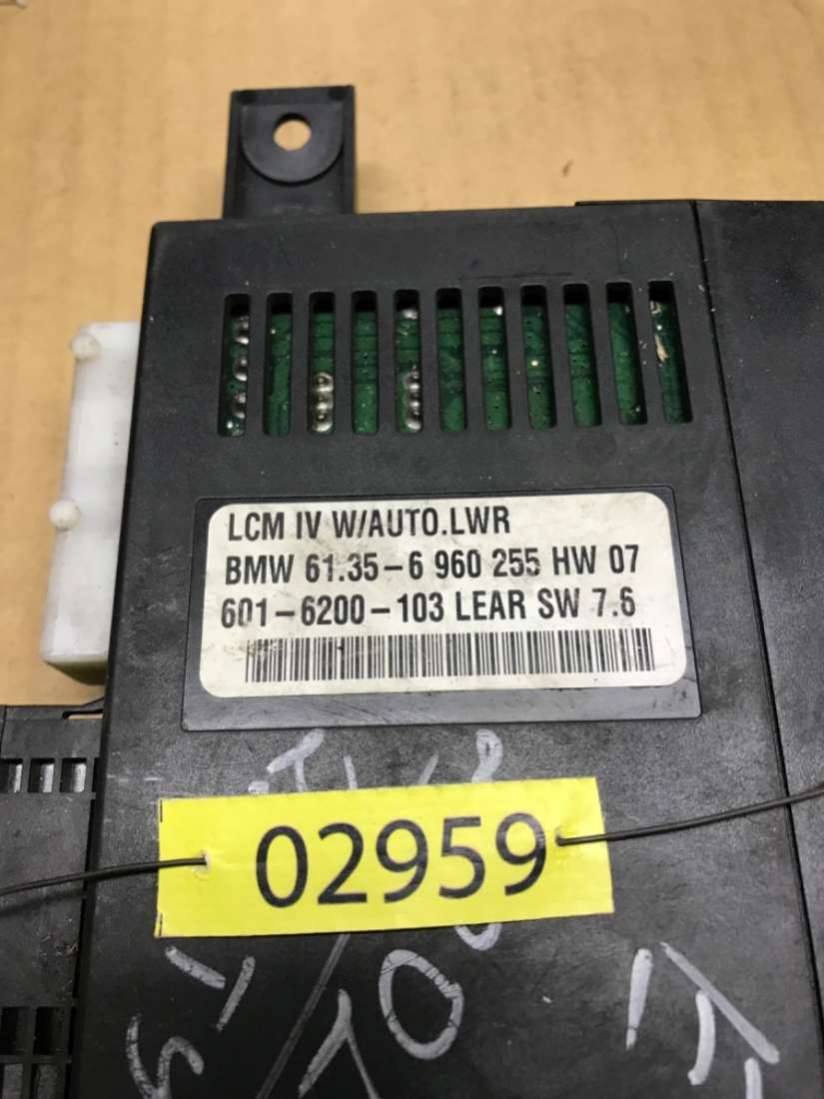 LCM IV W/AUTO.LWR
BMW 61.35-6 960 255 HW 07
601-6200-103 LEAR SW 7.6
02959